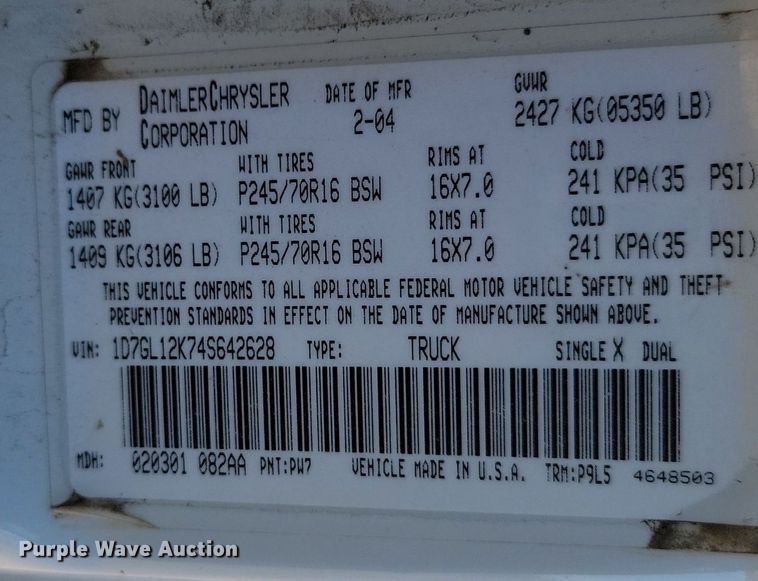 MFD BY DAIMLERCHRYSLER CORPORATION DATE OF MFR 2-04 GVWR 2427 KG(05350 LB)
GAWR FRONT WITH TIRES RIMS AT COLD
1407 KG(3100 LB) P245/70R16 BSW 16X7.0 241 KPA(35 PSI)
GAWR REAR WITH TIRES RIMS AT COLD
1409 KG(3106 LB) P245/70R16 BSW 16X7.0 241 KPA(35 PSI)
THIS VEHICLE CONFORMS TO ALL APPLICABLE FEDERAL MOTOR VEHICLE SAFETY AND THEFT
PREVENTION STANDARDS IN EFFECT ON THE DATE OF MANUFACTURE SHOWN ABOVE.
VIN: 1D7GL12K74S642628 TYPE: TRUCK SINGLE X DUAL
MDH: 020301 082AA PNT:PW7 VEHICLE MADE IN U.S.A. TRM:P9L5 4648503
Purple Wave Auction